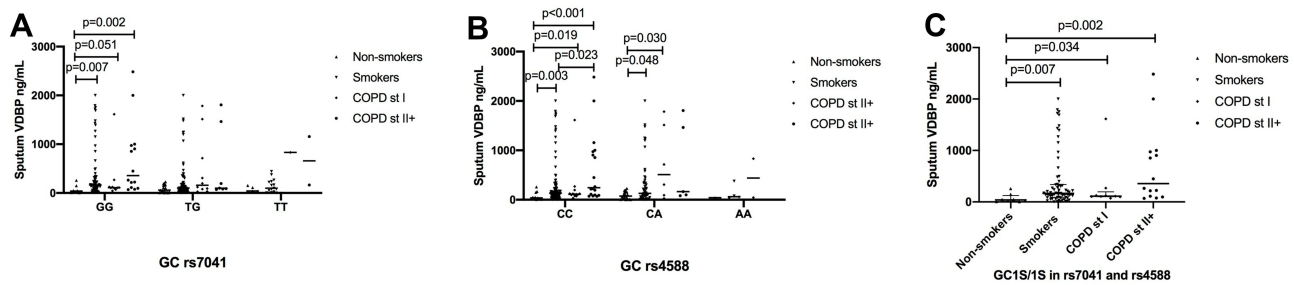 A
p=0.002
p=0.051
p=0.007
3000
2000
1000
0
Sputum VDBP ng/mL
GG
TG
TT
GC rs7041
Non-smokers
Smokers
COPD st I
COPD st II+
B
p<0.001
p=0.019
p=0.023
p=0.003
p=0.030
p=0.048
3000
2000
1000
0
Sputum VDBP ng/mL
CC
CA
AA
GC rs4588
Non-smokers
Smokers
COPD st II+
COPD st II+
C
p=0.002
p=0.034
p=0.007
3000
2000
1000
0
Sputum VDBP ng/mL
Non-smokers
Smokers
COPD st I
COPD st II+
GC1S/1S in rs7041 and rs4588
Non-smokers
Smokers
COPD st I
COPD st II+